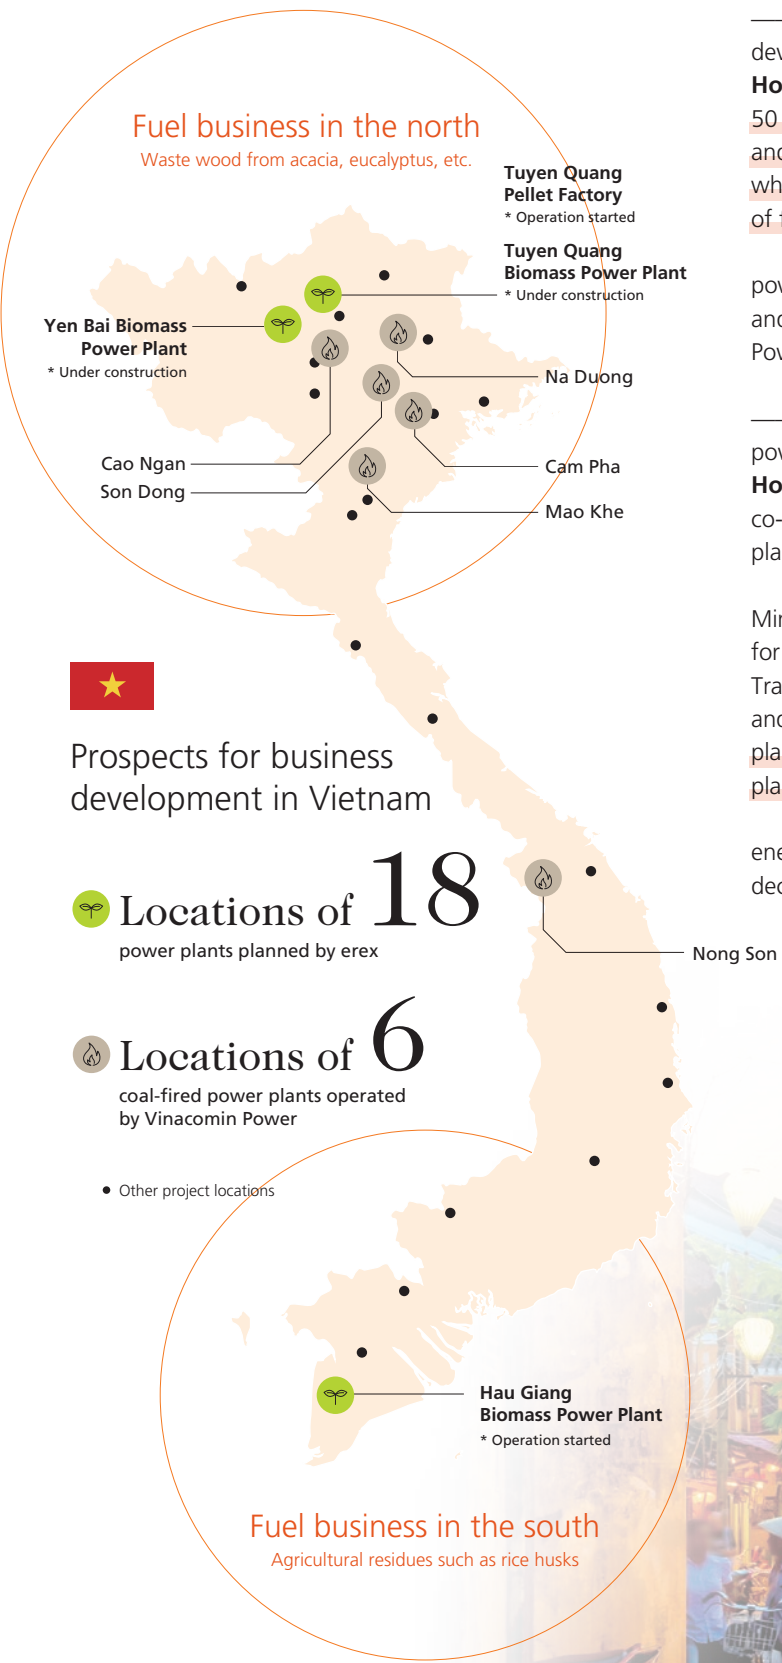 Fuel business in the north
Waste wood from acacia, eucalyptus, etc.
Tuyen Quang
Pellet Factory
* Operation started
Tuyen Quang
Biomass Power Plant
* Under construction
Yen Bai Biomass
Power Plant
* Under construction
Na Duong
Cao Ngan
Son Dong
Cam Pha
Mao Khe
Prospects for business
development in Vietnam
Locations of 18
power plants planned by erex
Nong Son
Locations of 6
coal-fired power plants operated
by Vinacomin Power
Other project locations
Hau Giang
Biomass Power Plant
* Operation started
Fuel business in the south
Agricultural residues such as rice husks
50
of
for